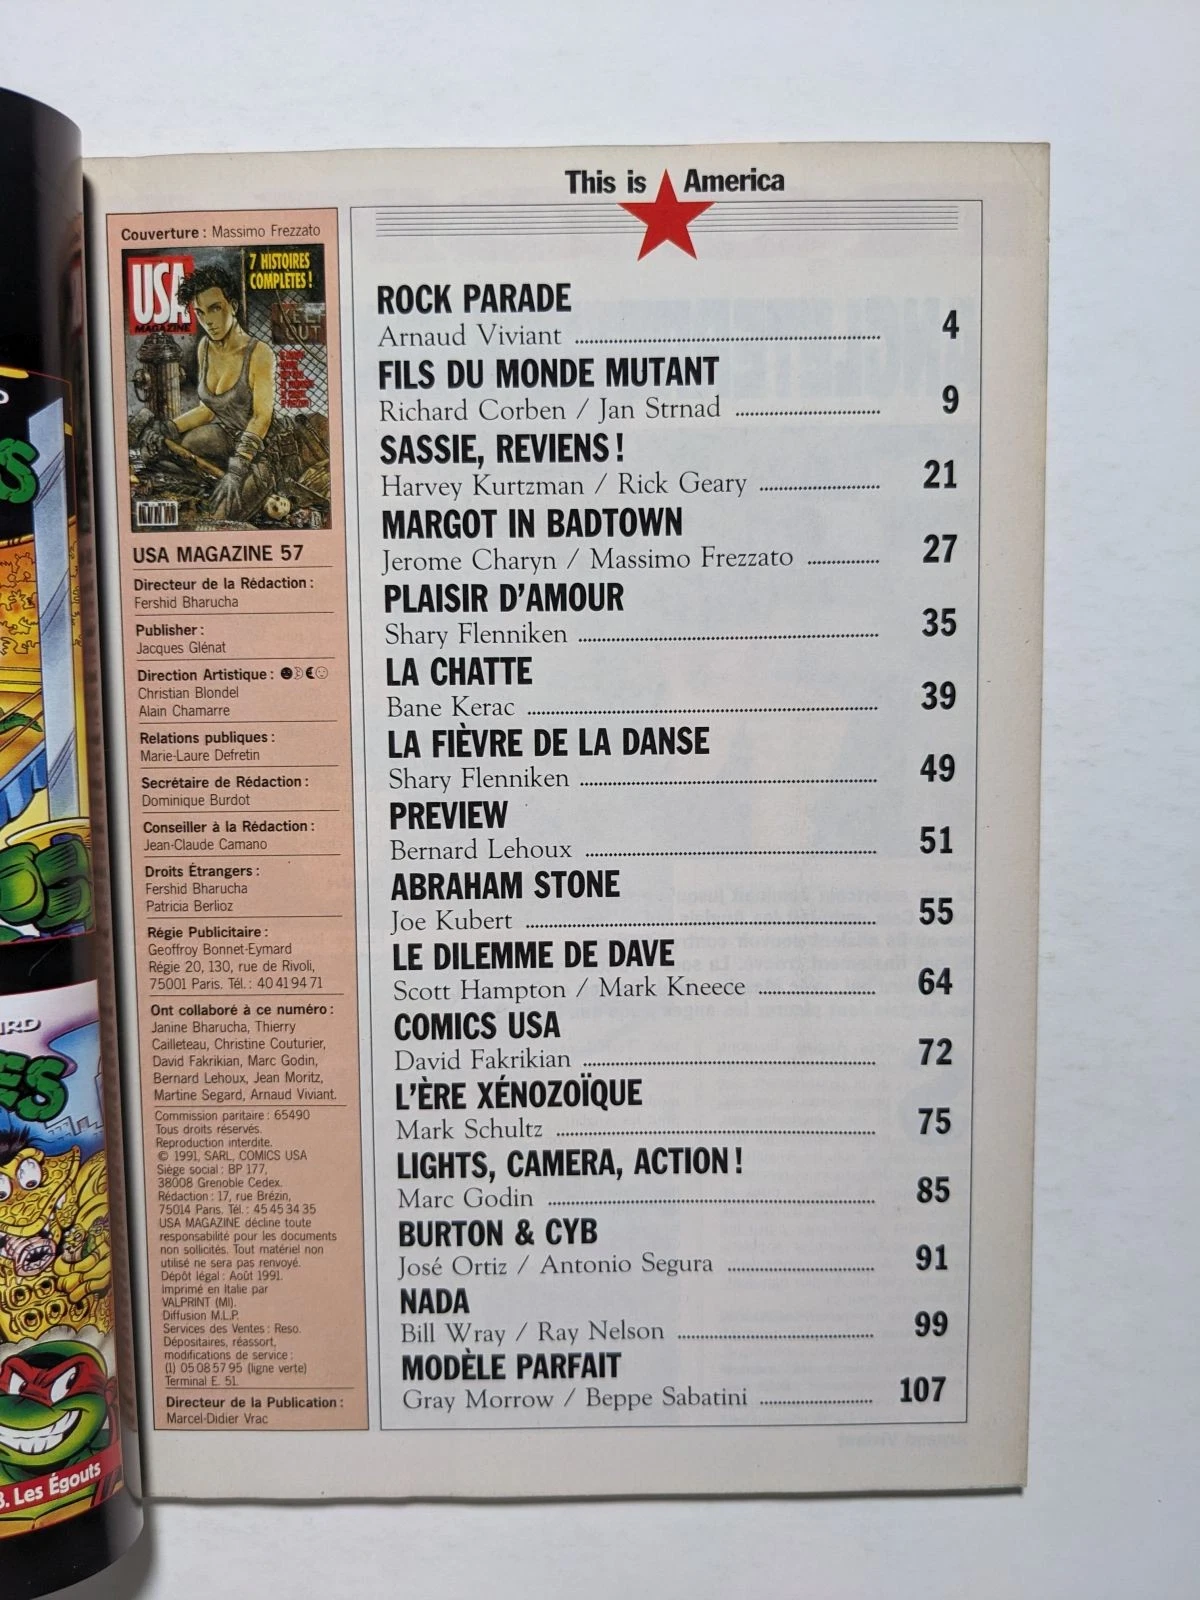 This is America
Couverture : Massimo Frezzato
USA
MAGAZINE
7 HISTOIRES
COMPLÈTES !
KEEP
OUT
USA MAGAZINE 57
Directeur de la Rédaction :
Fershid Bharucha
Publisher :
Jacques Glénat
Direction Artistique :
Christian Blondel
Alain Chamarre
Relations publiques :
Marie-Laure Defretin
Secrétaire de Rédaction :
Dominique Burdot
Conseiller à la Rédaction :
Jean-Claude Camano
Droits Étrangers :
Fershid Bharucha
Patricia Berlioz
Régie Publicitaire :
Geoffroy Bonnet-Eymard
Régie 20, 130, rue de Rivoli,
75001 Paris. Tél. : 40 41 94 71
Ont collaboré à ce numéro :
Janine Bharucha, Thierry
Cailleteau, Christine Couturier,
David Fakrikian, Marc Godin,
Bernard Lehoux, Jean Moritz,
Martine Segard, Arnaud Viviant.
Commission paritaire : 65490
Tous droits réservés.
Reproduction interdite.
© 1991, SARL, COMICS USA
Siège social : BP 177,
38008 Grenoble Cedex.
Rédaction : 17, rue Brézin,
75014 Paris. Tél. : 45 45 34 35
USA MAGAZINE décline toute
responsabilité pour les documents
non sollicités. Tout matériel non
utilisé ne sera pas renvoyé.
Dépôt légal : Août 1991.
Imprimé en Italie par
VALPRINT (MI).
Diffusion M.L.P.
Services des Ventes : Reso.
Dépositaires, réassort,
modifications de service :
(1) 05 08 57 95 (ligne verte)
Terminal E. 51.
Directeur de la Publication :
Marcel-Didier Vrac
ROCK PARADE
Arnaud Viviant 4
FILS DU MONDE MUTANT
Richard Corben / Jan Strnad 9
SASSIE, REVIENS !
Harvey Kurtzman / Rick Geary 21
MARGOT IN BADTOWN
Jerome Charyn / Massimo Frezzato 27
PLAISIR D'AMOUR
Shary Flenniken 35
LA CHATTE
Bane Kerac 39
LA FIÈVRE DE LA DANSE
Shary Flenniken 49
PREVIEW
Bernard Lehoux 51
ABRAHAM STONE
Joe Kubert 55
LE DILEMME DE DAVE
Scott Hampton / Mark Kneece 64
COMICS USA
David Fakrikian 72
L'ÈRE XÉNOZOÏQUE
Mark Schultz 75
LIGHTS, CAMERA, ACTION !
Marc Godin 85
BURTON & CYB
José Ortiz / Antonio Segura 91
NADA
Bill Wray / Ray Nelson 99
MODÈLE PARFAIT
Gray Morrow / Beppe Sabatini 107
3. Les Égouts